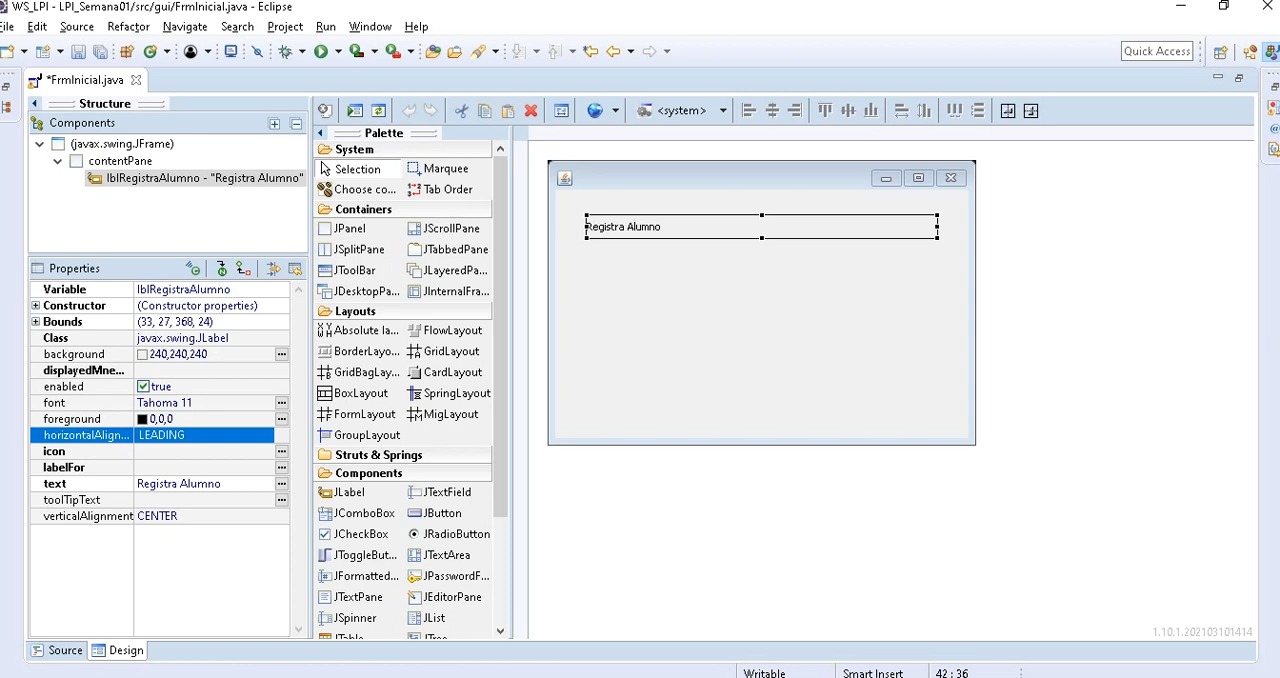 WS_LPI - LPI_Semana01/src/gui/FrmInicial.java - Eclipse
File Edit Source Refactor Navigate Search Project Run Window Help
Quick Access
*FrmInicial.java
Structure
Components
(javax.swing.JFrame)
contentPane
lblRegistraAlumno - "Registra Alumno"
Properties
Variable lblRegistraAlumno
Constructor (Constructor properties)
Bounds (33, 27, 368, 24)
Class javax.swing.JLabel
background 240,240,240
displayedMne...
enabled true
font Tahoma 11
foreground 0,0,0
horizontalAlign... LEADING
icon
labelFor
text Registra Alumno
toolTipText
verticalAlignment CENTER
Source Design
<system>
Palette
System
Selection Marquee
Choose co... Tab Order
Containers
JPanel JScrollPane
JSplitPane JTabbedPane
JToolBar JLayeredPa...
JDesktopPa... JInternalFra...
Layouts
Absolute la... FlowLayout
BorderLayo... GridLayout
GridBagLay... CardLayout
BoxLayout SpringLayout
FormLayout MigLayout
GroupLayout
Struts & Springs
Components
JLabel JTextField
JComboBox JButton
JCheckBox JRadioButton
JToggleBut... JTextArea
JFormatted... JPasswordF...
JTextPane JEditorPane
JSpinner JList
JTable JTree
Registra Alumno
1.10.1.202103101414
Writable Smart Insert 42 : 36